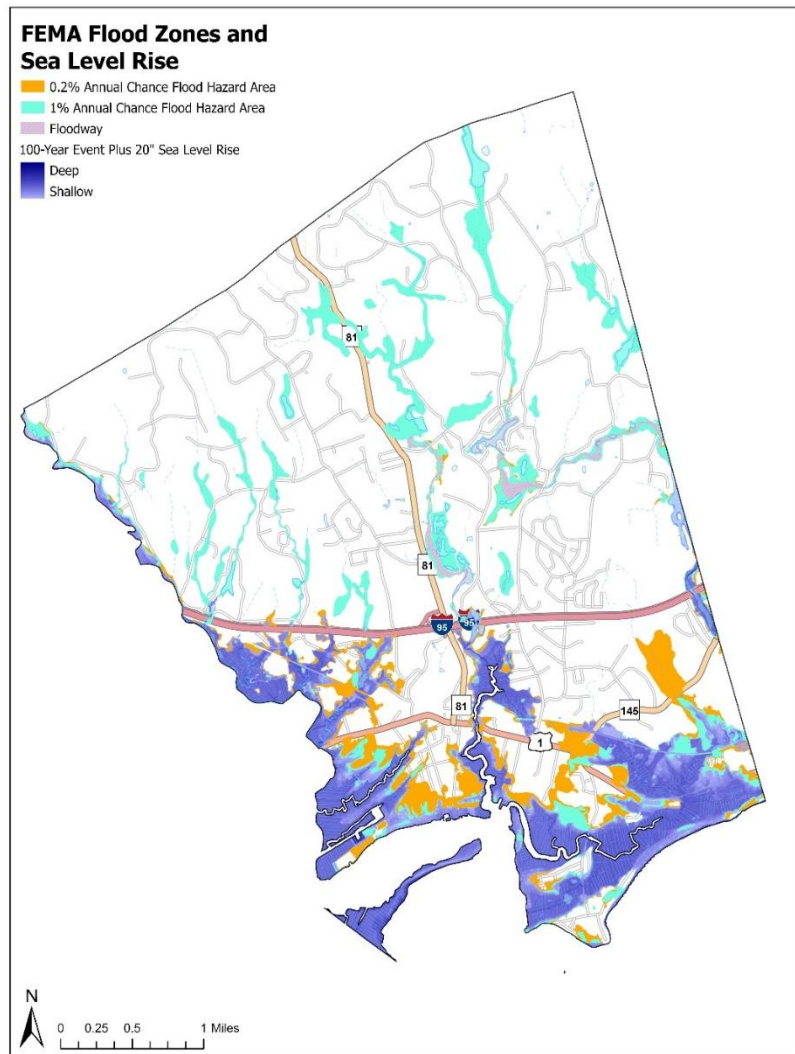 FEMA Flood Zones and
Sea Level Rise
0.2% Annual Chance Flood Hazard Area
1% Annual Chance Flood Hazard Area
Floodway
100-Year Event Plus 20" Sea Level Rise
Deep
Shallow
81
81
95
95
81
145
1
N
0 0.25 0.5 1 Miles